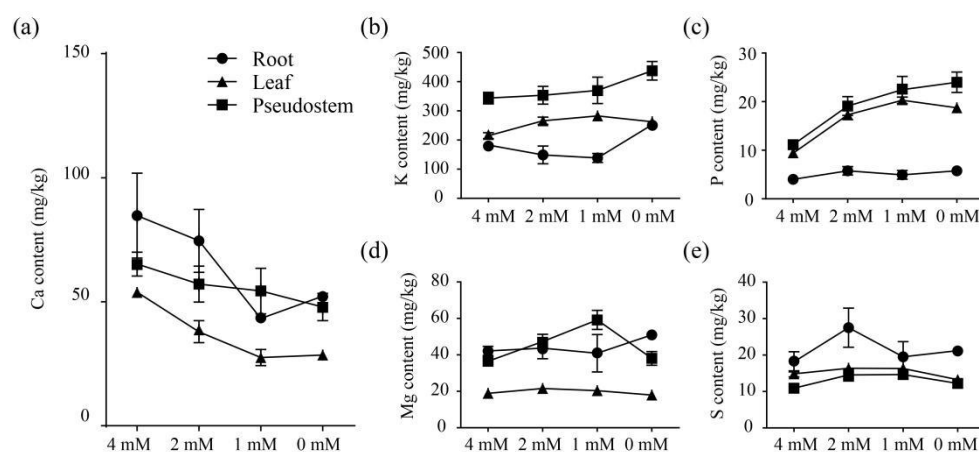 (a)
150
100
50
0
Ca content (mg/kg)
Root
Leaf
Pseudostem
4 mM 2 mM 1 mM 0 mM
(b)
500
400
300
200
100
0
K content (mg/kg)
4 mM 2 mM 1 mM 0 mM
(c)
30
20
10
0
P content (mg/kg)
4 mM 2 mM 1 mM 0 mM
(d)
80
60
40
20
0
Mg content (mg/kg)
4 mM 2 mM 1 mM 0 mM
(e)
40
30
20
10
0
S content (mg/kg)
4 mM 2 mM 1 mM 0 mM